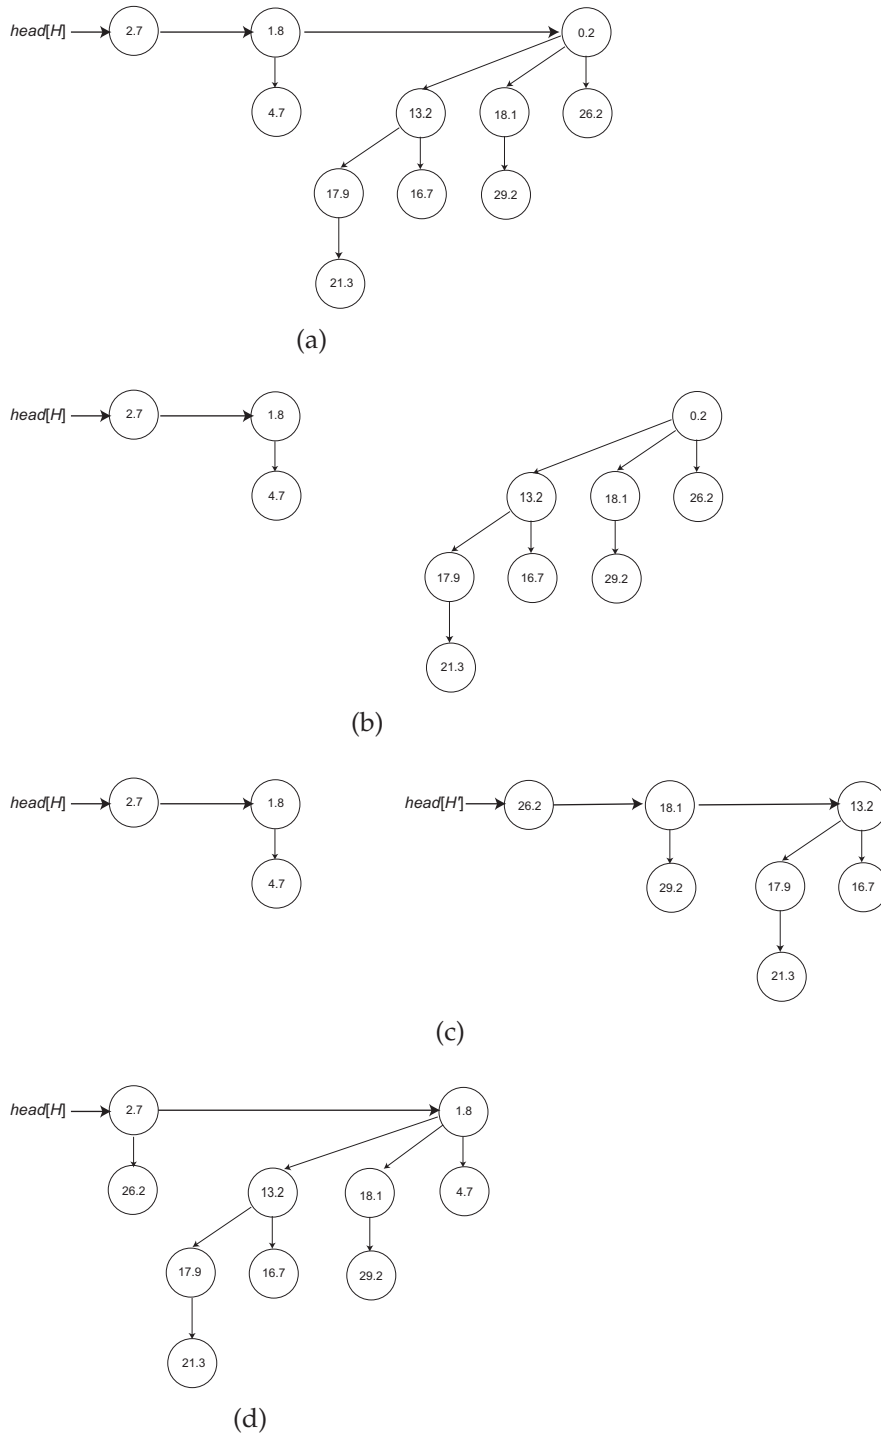 head[H] 2.7 1.8 0.2
4.7 13.2 18.1 26.2
17.9 16.7 29.2
21.3
(a)
head[H] 2.7 1.8 0.2
4.7 13.2 18.1 26.2
17.9 16.7 29.2
21.3
(b)
head[H] 2.7 1.8 head[H'] 26.2 18.1 13.2
4.7 29.2 17.9 16.7
21.3
(c)
head[H] 2.7 1.8
26.2 13.2 18.1 4.7
17.9 16.7 29.2
21.3
(d)